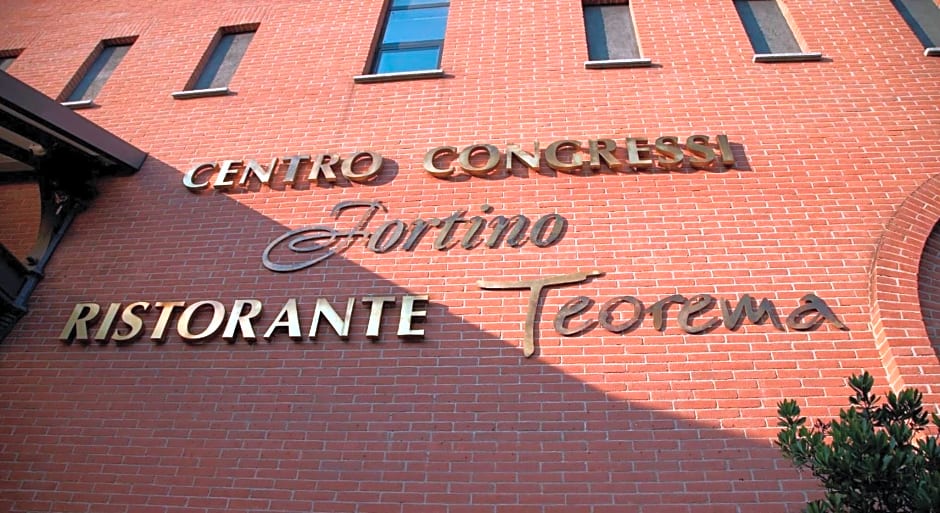 CENTRO CONGRESSI
Fortino
RISTORANTE Teorema